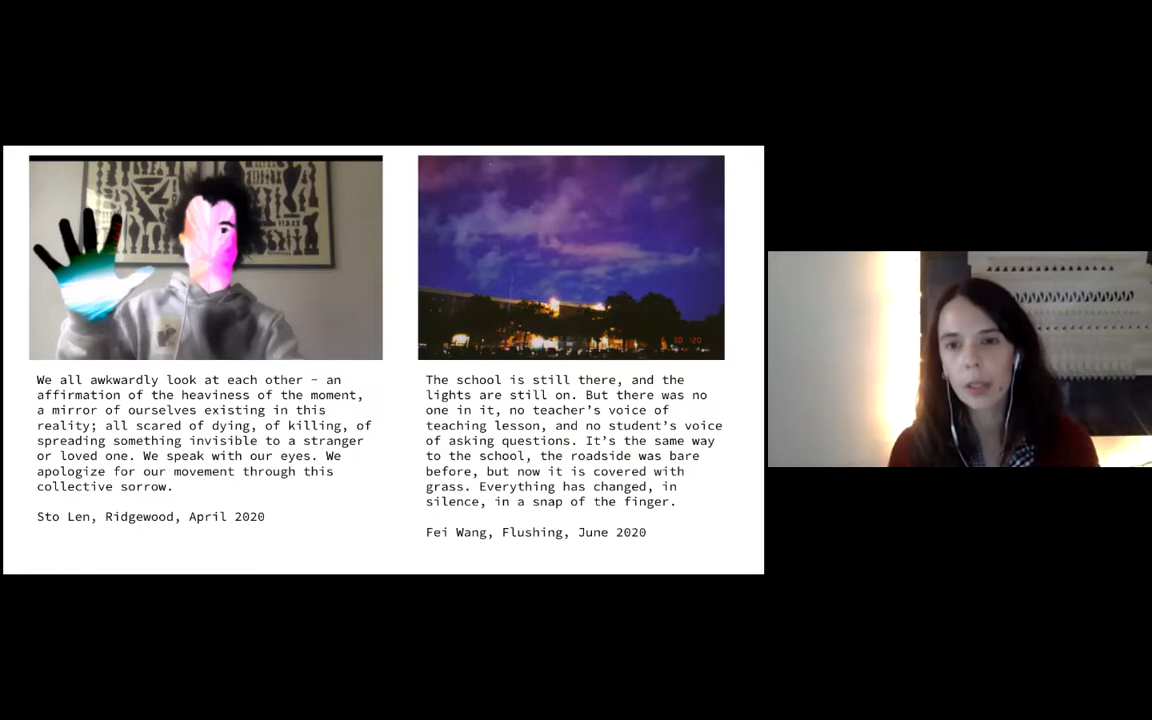 We all awkwardly look at each other – an
affirmation of the heaviness of the moment,
a mirror of ourselves existing in this
reality; all scared of dying, of killing, of
spreading something invisible to a stranger
or loved one. We speak with our eyes. We
apologize for our movement through this
collective sorrow.
Sto Len, Ridgewood, April 2020
30 '20
The school is still there, and the
lights are still on. But there was no
one in it, no teacher’s voice of
teaching lesson, and no student’s voice
of asking questions. It’s the same way
to the school, the roadside was bare
before, but now it is covered with
grass. Everything has changed, in
silence, in a snap of the finger.
Fei Wang, Flushing, June 2020